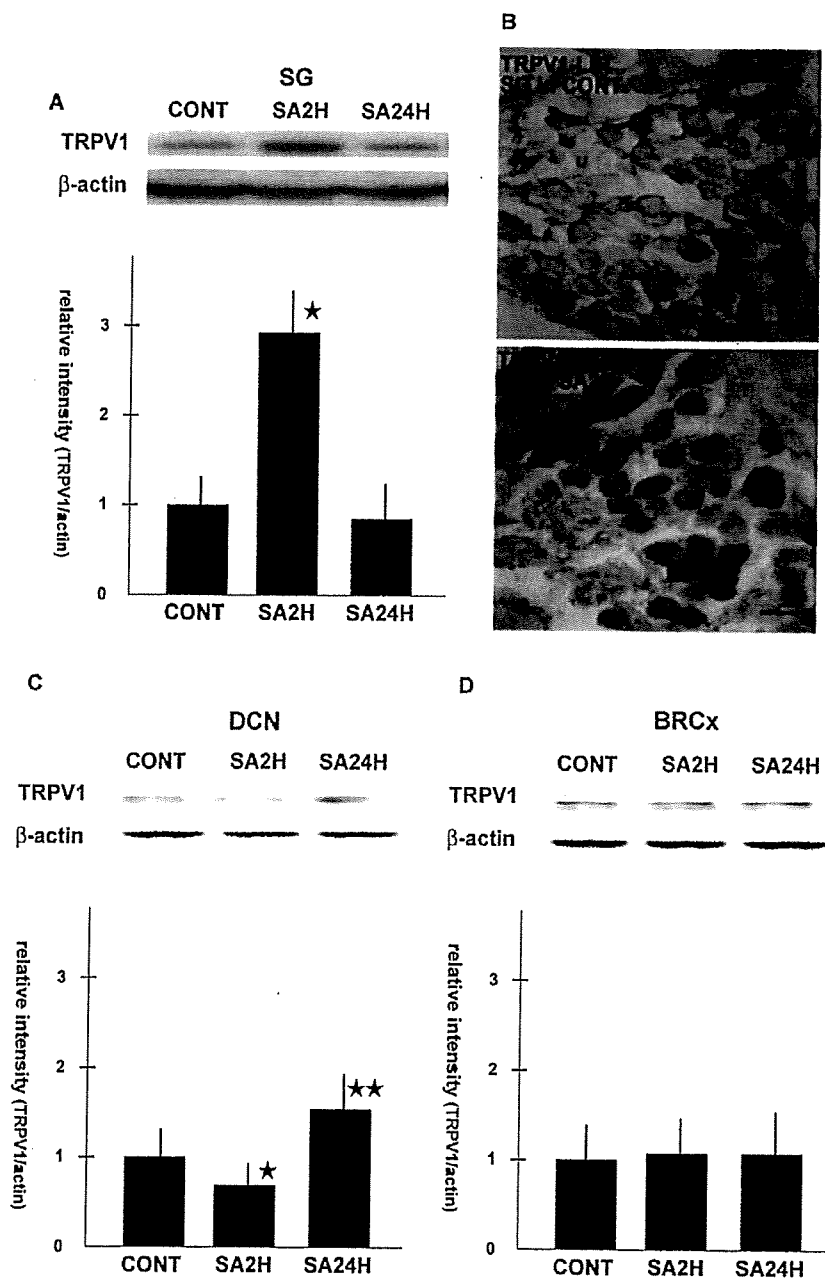 A
SG
CONT SA2H SA24H
TRPV1
β-actin
relative intensity (TRPV1/actin)
3
2
1
0
★
CONT SA2H SA24H
B
C
DCN
CONT SA2H SA24H
TRPV1
β-actin
relative intensity (TRPV1/actin)
3
2
1
0
★
★★
CONT SA2H SA24H
D
BRCx
CONT SA2H SA24H
TRPV1
β-actin
relative intensity (TRPV1/actin)
3
2
1
0
CONT SA2H SA24H